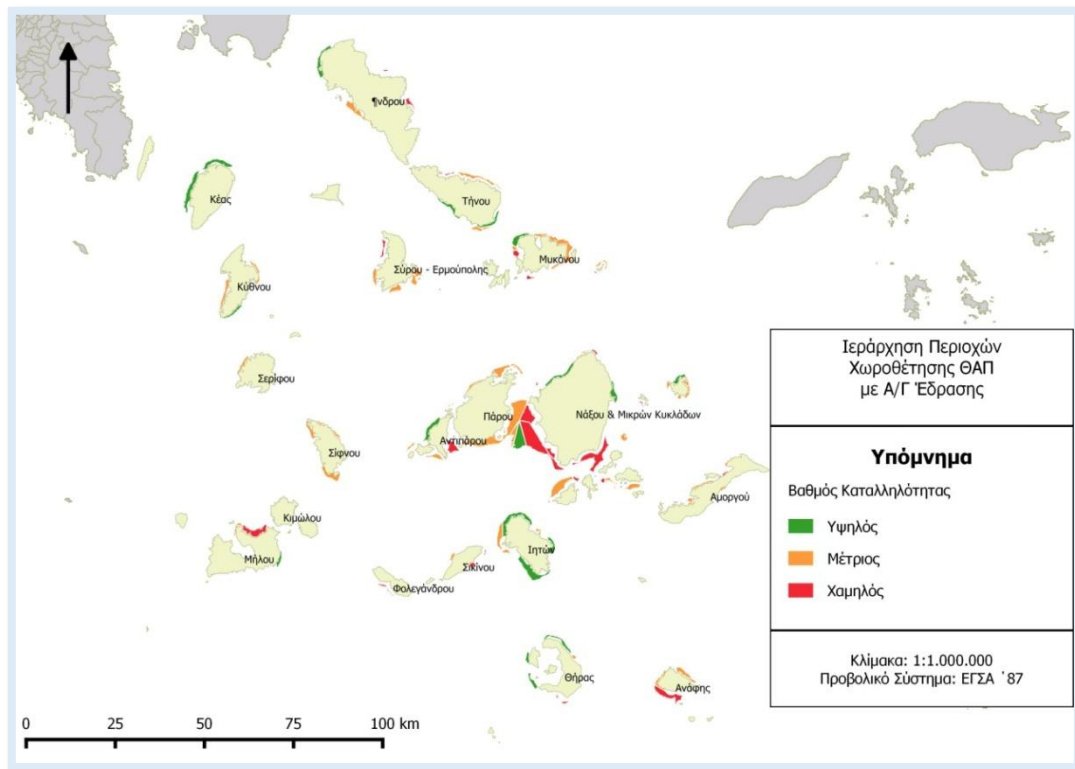 ¶νδρου
Κέας
Τήνου
Μυκόνου
Σύρου - Ερμούπολης
Κύθνου
Σερίφου
Πάρου
Νάξου & Μικρών Κυκλάδων
Αντιπάρου
Σίφνου
Αμοργού
Κιμώλου
Μήλου
Ιητών
Σικίνου
Φολεγάνδρου
Θήρας
Ανάφης
Ιεράρχηση Περιοχών
Χωροθέτησης ΘΑΠ
με Α/Γ Έδρασης
Υπόμνημα
Βαθμός Καταλληλότητας
Υψηλός
Μέτριος
Χαμηλός
Κλίμακα: 1:1.000.000
Προβολικό Σύστημα: ΕΓΣΑ '87
0 25 50 75 100 km